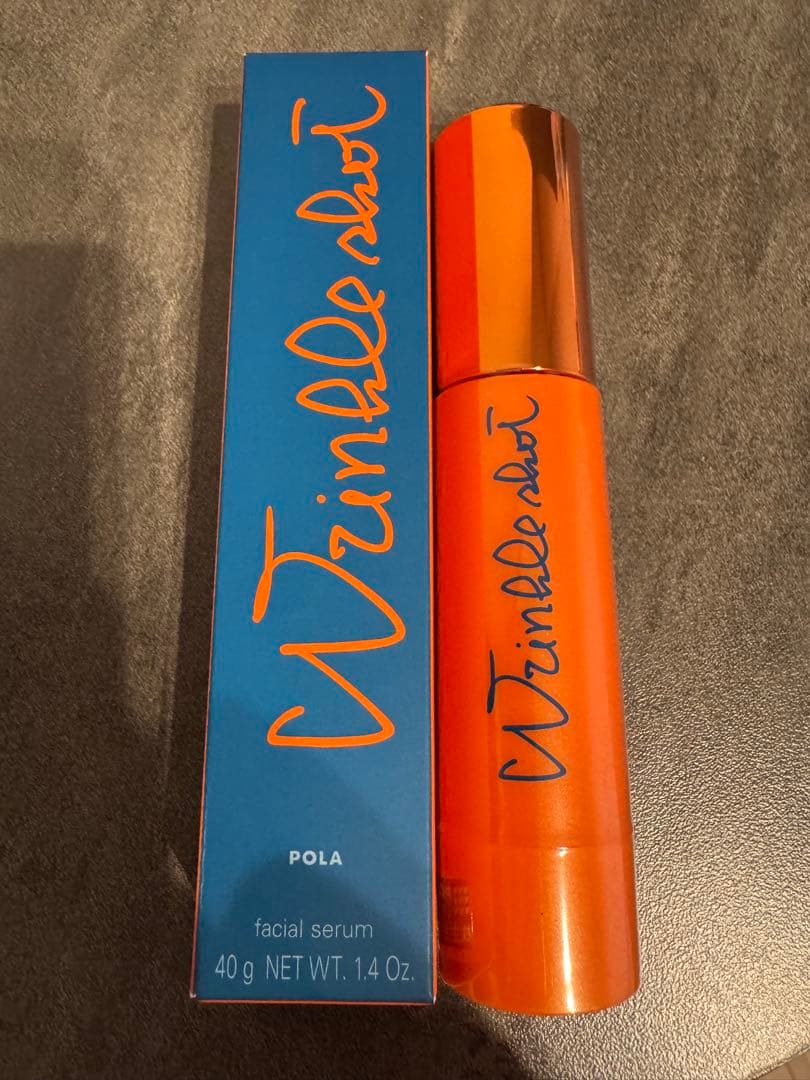 Wrinkle shot
POLA
facial serum
40 g NET WT. 1.4 Oz.
Wrinkle shot